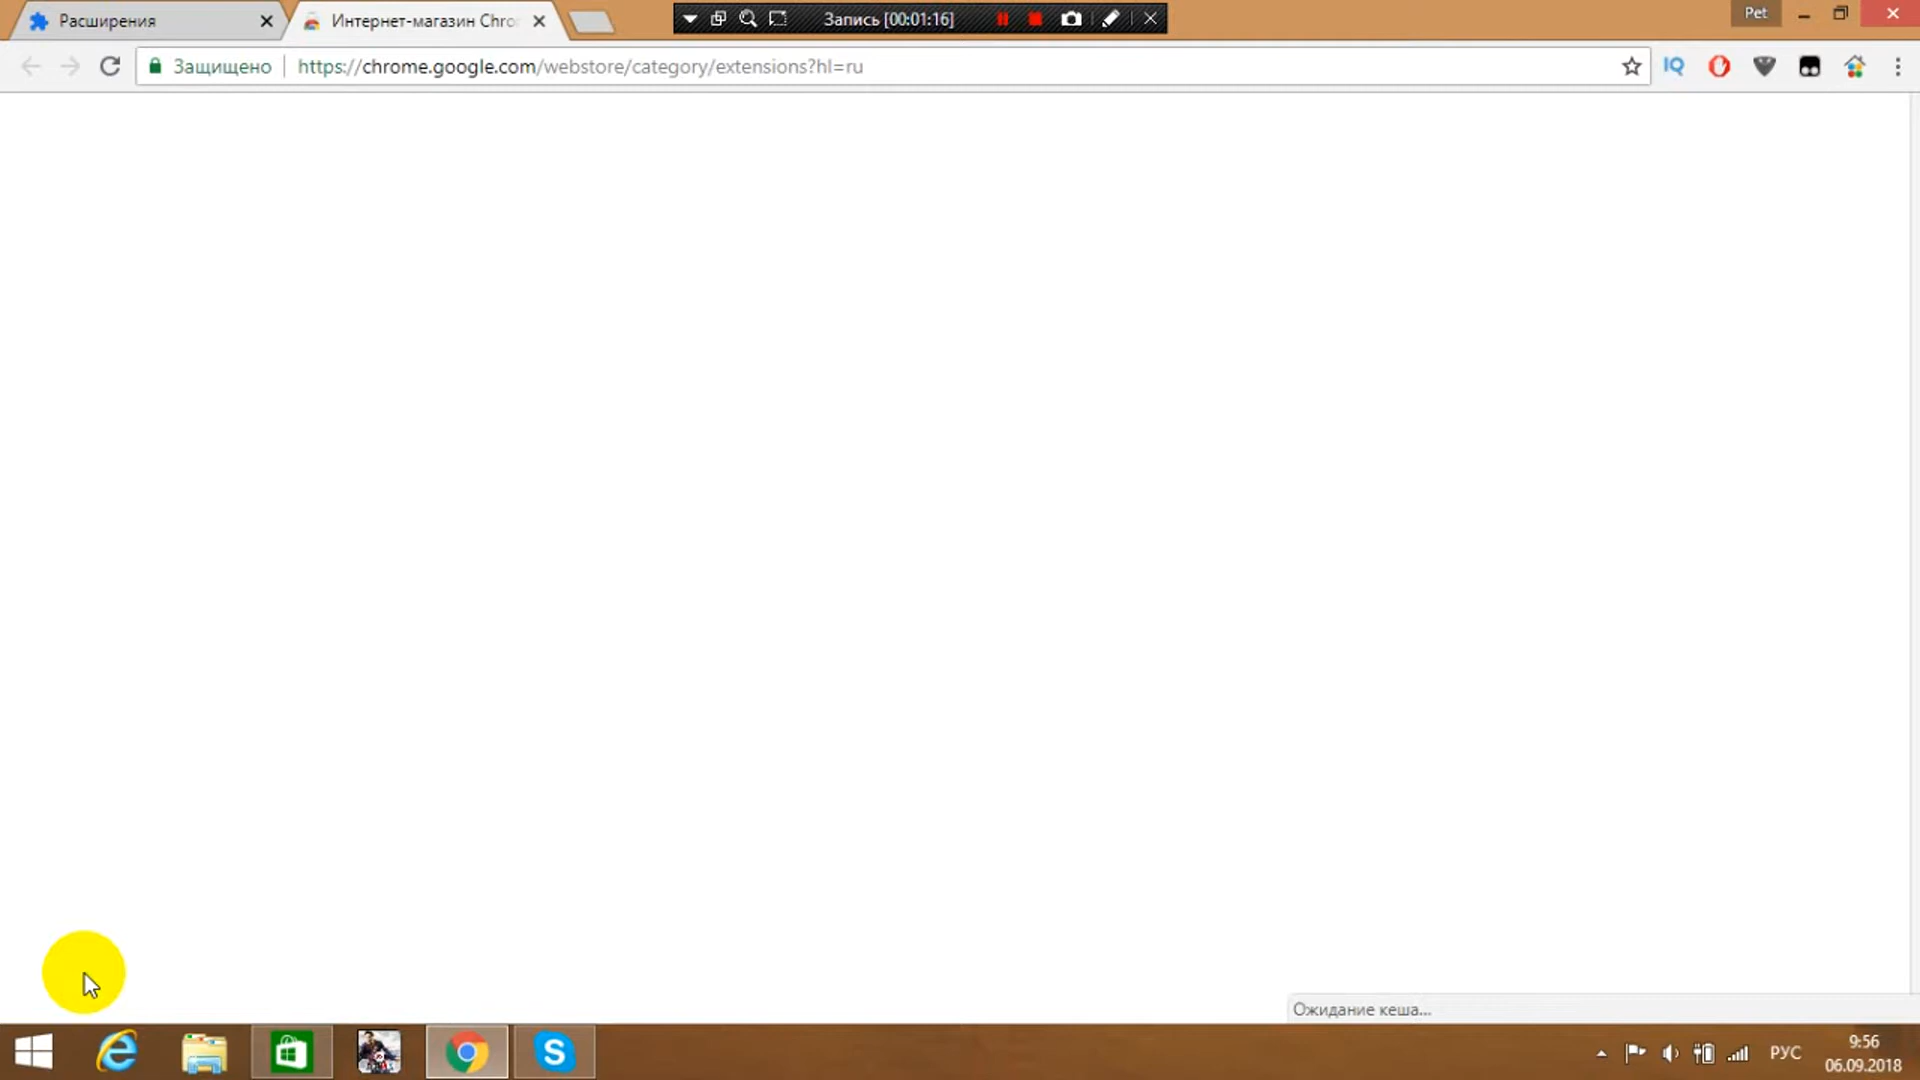 Расширения
Интернет-магазин Chro
Запись [00:01:16]
Pet
Защищено
https://chrome.google.com/webstore/category/extensions?hl=ru
IQ
Ожидание кеша...
S
РУС
9:56
06.09.2018